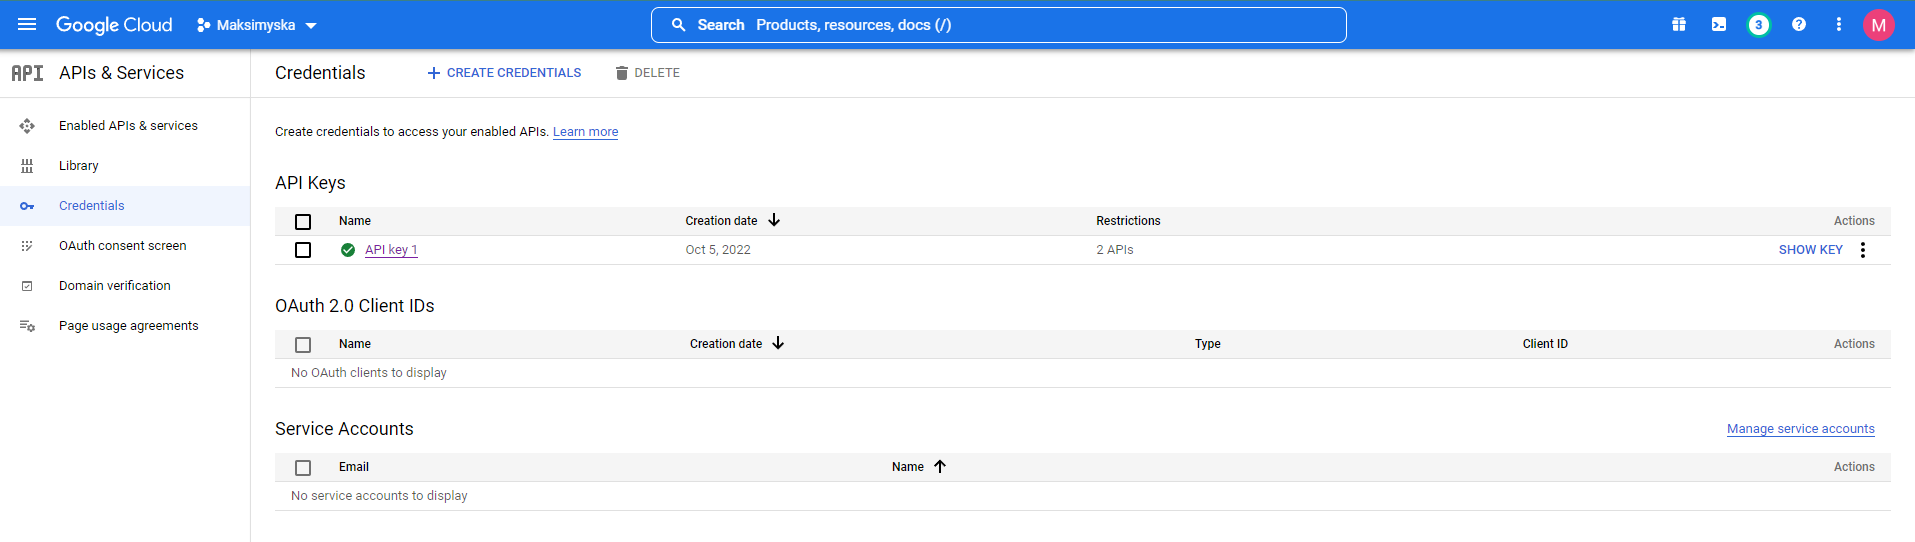 Google Cloud Maksimyska Search Products, resources, docs (/) 3 M
API APIs & Services Credentials CREATE CREDENTIALS DELETE
Enabled APIs & services
Library
Credentials
OAuth consent screen
Domain verification
Page usage agreements
Create credentials to access your enabled APIs. Learn more
API Keys
Name Creation date Restrictions Actions
API key 1 Oct 5, 2022 2 APIs SHOW KEY
OAuth 2.0 Client IDs
Name Creation date Type Client ID Actions
No OAuth clients to display
Service Accounts Manage service accounts
Email Name Actions
No service accounts to display